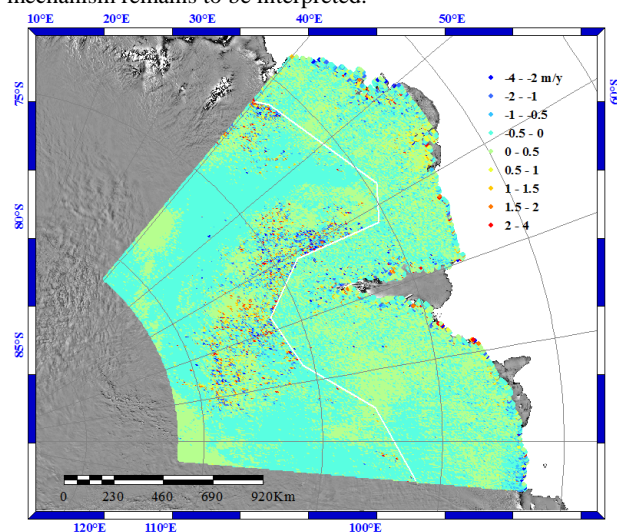 mechanism remains to be interpreted.
10°E 20°E 30°E 40°E 50°E
75°S
80°S
85°S
60°S
-4 - -2 m/y
-2 - -1
-1 - -0.5
-0.5 - 0
0 - 0.5
0.5 - 1
1 - 1.5
1.5 - 2
2 - 4
0 230 460 690 920Km
120°E 110°E 100°E